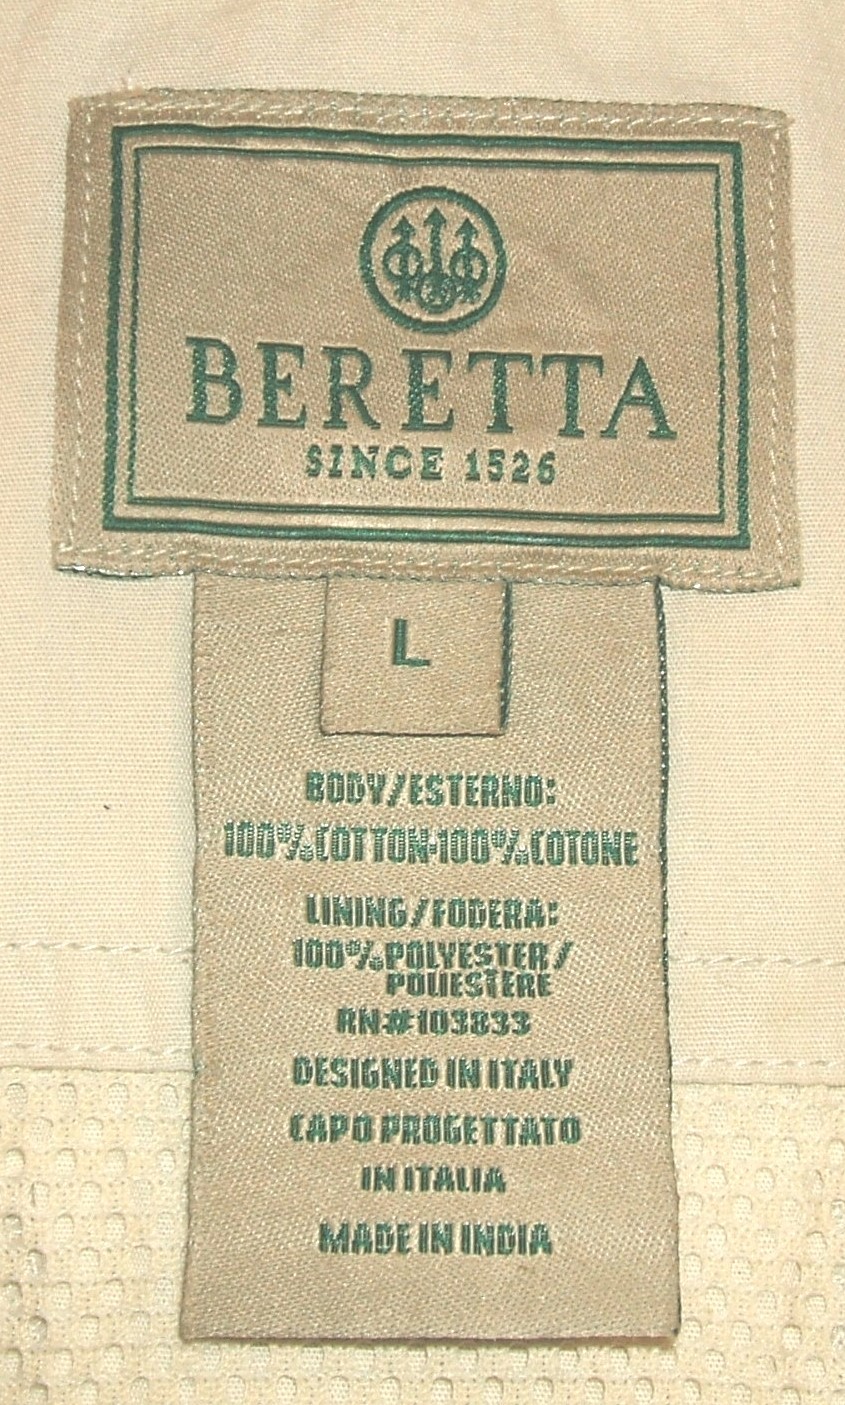 BERETTA
SINCE 1526
L
BODY/ESTERNO:
100%COTTON-100%COTONE
LINING/FODERA:
100%POLYESTER/
POLIESTERE
RN#103833
DESIGNED IN ITALY
CAPO PROGETTATO
IN ITALIA
MADE IN INDIA